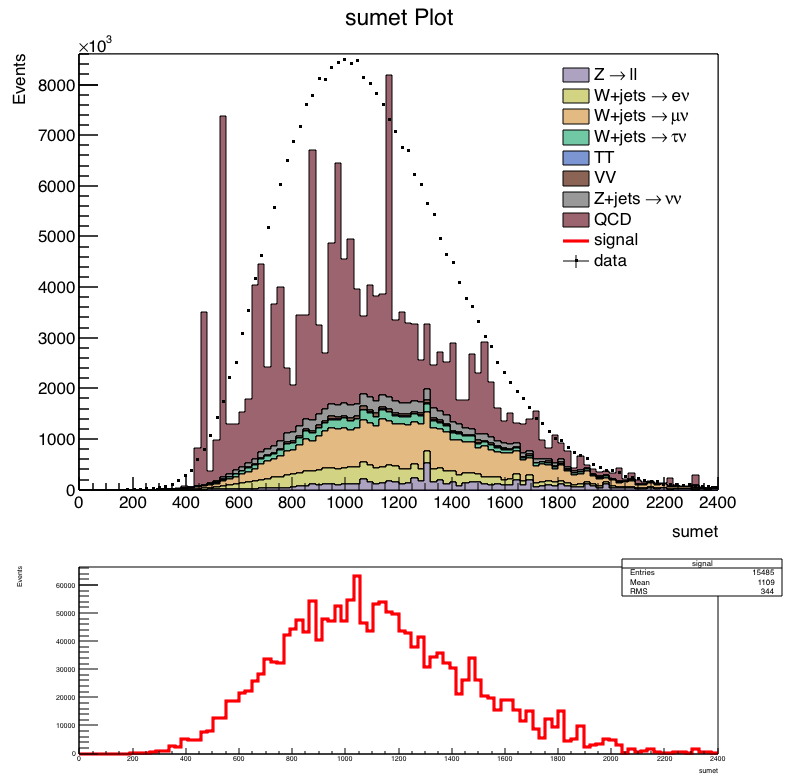 sumet Plot
×10³
Events
8000
7000
6000
5000
4000
3000
2000
1000
0
0 200 400 600 800 1000 1200 1400 1600 1800 2000 2200 2400
sumet
Z → ll
W+jets → eν
W+jets → μν
W+jets → τν
TT
VV
Z+jets → νν
QCD
signal
data
Events
60000
50000
40000
30000
20000
10000
0
0 200 400 600 800 1000 1200 1400 1600 1800 2000 2200 2400
sumet
signal
Entries 15485
Mean 1109
RMS 344